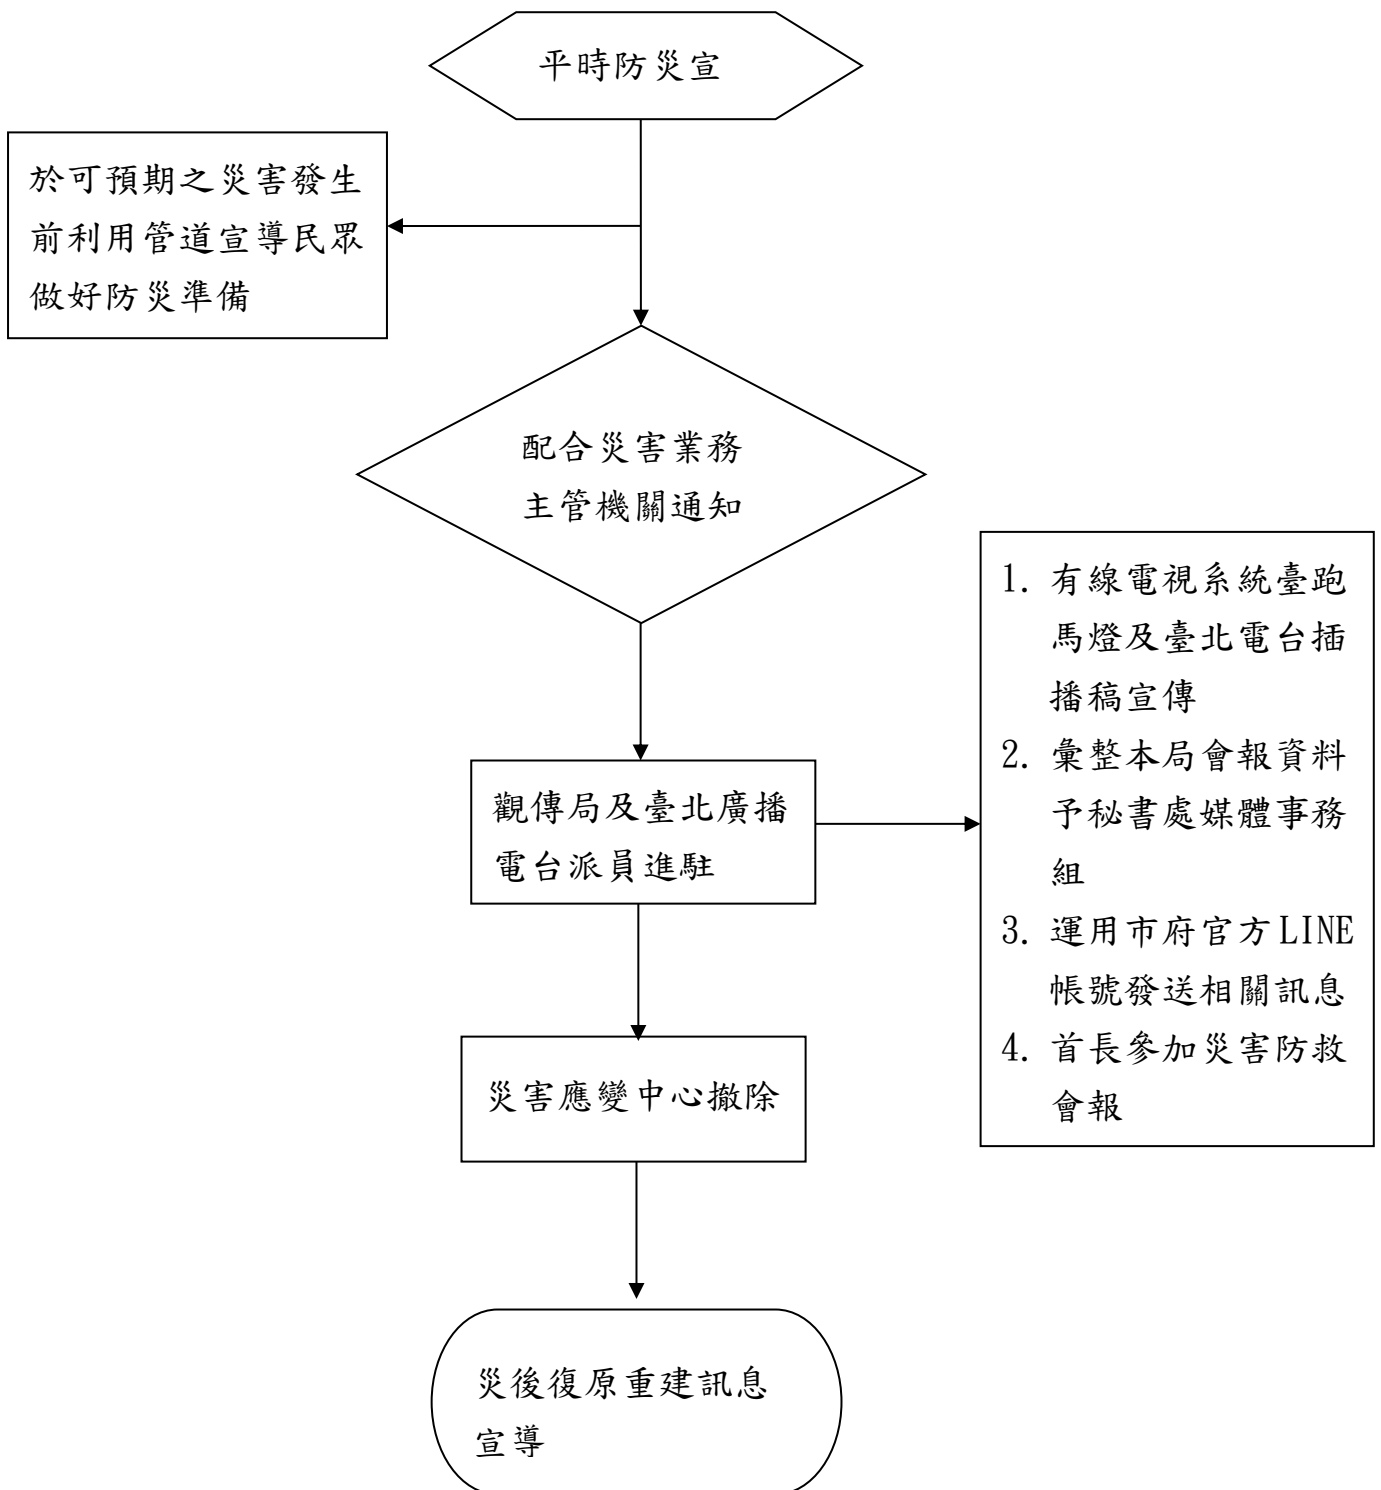 平時防災宣
於可預期之災害發生
前利用管道宣導民眾
做好防災準備
配合災害業務
主管機關通知
觀傳局及臺北廣播
電台派員進駐
1. 有線電視系統臺跑
馬燈及臺北電台插
播稿宣傳
2. 彙整本局會報資料
予秘書處媒體事務
組
3. 運用市府官方LINE
帳號發送相關訊息
4. 首長參加災害防救
會報
災害應變中心撤除
災後復原重建訊息
宣導